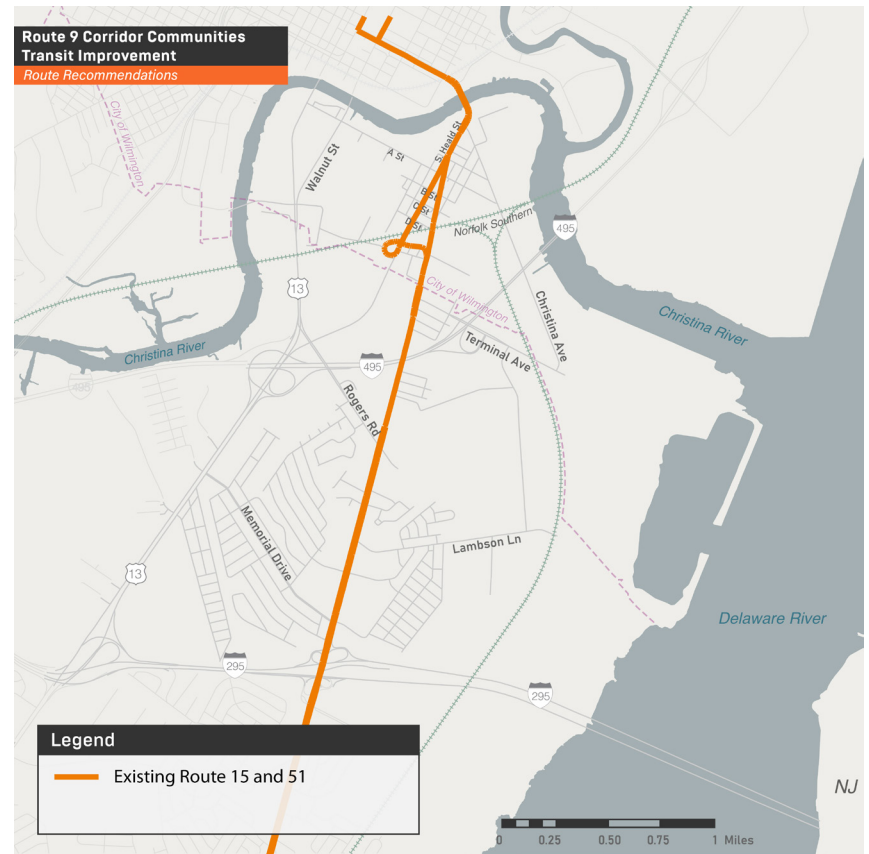 Route 9 Corridor Communities
Transit Improvement
Route Recommendations
City of Wilmington
Walnut St
A St
S. Heald St
B St
C St
D St
Norfolk Southern
495
13
City of Wilmington
Christina Ave
Terminal Ave
Christina River
Christina River
495
495
Rogers Rd
Memorial Drive
Lambson Ln
13
Delaware River
295
295
NJ
Legend
Existing Route 15 and 51
0 0.25 0.50 0.75 1 Miles